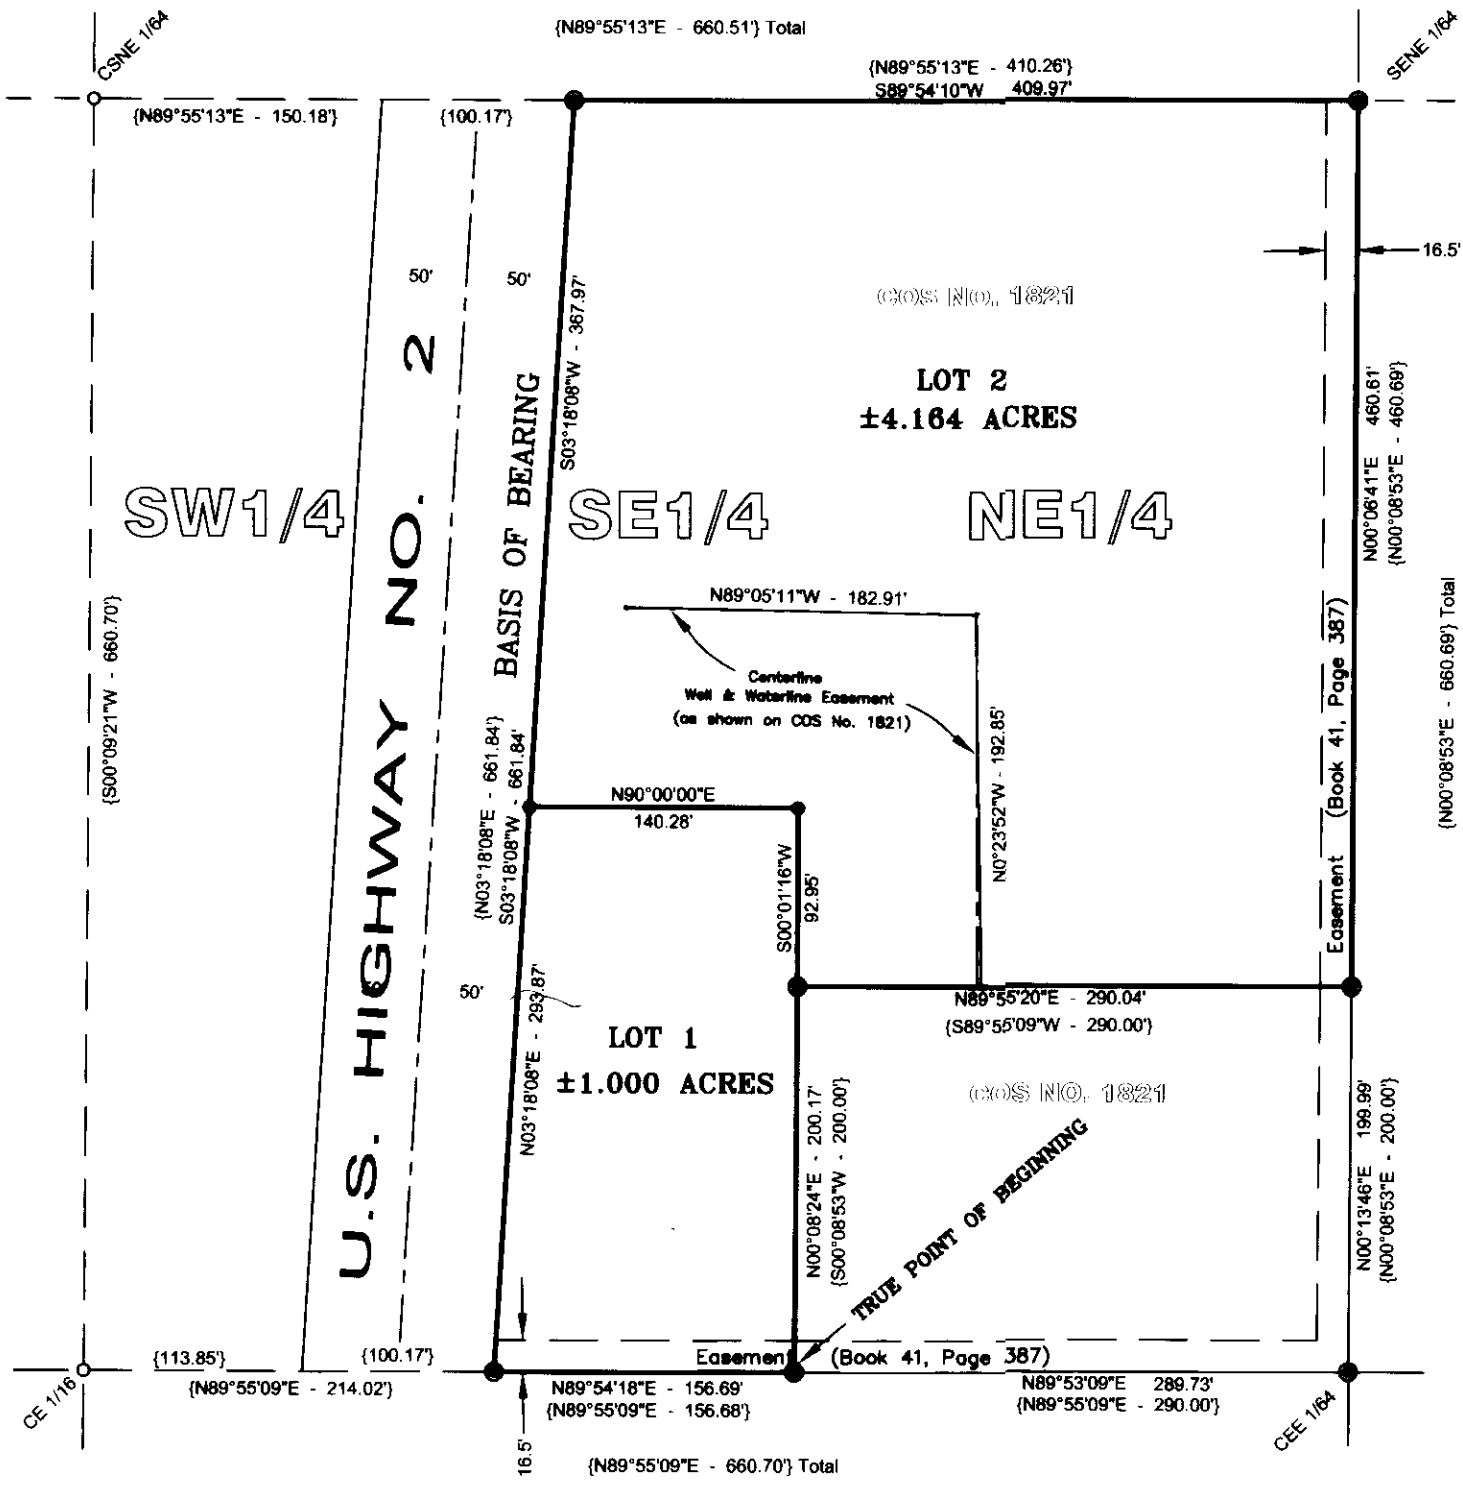 {N89°55'13"E - 660.51'} Total
CSNE 1/64
SENE 1/64
{N89°55'13"E - 410.26'}
S89°54'10"W 409.97'
{N89°55'13"E - 150.18'}
{100.17'}
16.5'
50'
50'
COS NO. 1821
LOT 2
±4.164 ACRES
S03°18'08"W - 367.97'
BASIS OF BEARING
U.S. HIGHWAY NO. 2
N00°06'41"E 460.61'
{N00°08'53"E - 460.69'}
SW1/4
SE1/4
NE1/4
{S00°09'21"W - 660.70'}
{N00°08'53"E - 660.69'} Total
N89°05'11"W - 182.91'
Centerline
Well & Waterline Easement
(as shown on COS No. 1821)
N0°23'52"W - 192.85'
Easement (Book 41, Page 387)
{N03°18'08"E - 661.84'}
S03°18'08"W - 661.84'
N90°00'00"E
140.28'
S00°01'16"W
92.95'
50'
N03°18'08"E - 293.87'
N89°55'20"E - 290.04'
{S89°55'09"W - 290.00'}
LOT 1
±1.000 ACRES
COS NO. 1821
N00°08'24"E - 200.17'
{S00°08'53"W - 200.00'}
TRUE POINT OF BEGINNING
N00°13'46"E 199.99'
{N00°08'53"E - 200.00'}
Easement (Book 41, Page 387)
{113.85'}
{100.17'}
{N89°55'09"E - 214.02'}
N89°54'18"E - 156.69'
{N89°55'09"E - 156.68'}
N89°53'09"E 289.73'
{N89°55'09"E - 290.00'}
CE 1/16
CEE 1/64
16.5'
{N89°55'09"E - 660.70'} Total